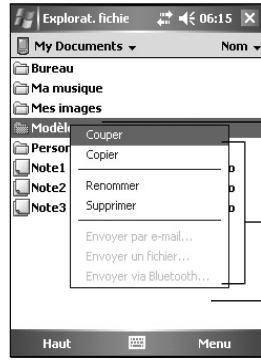 Explorat. fichie 06:15
My Documents Nom
Bureau
Ma musique
Mes images
Modèl
Couper
Person
Copier
Note1
Renommer
Note2
Supprimer
Note3
Envoyer par e-mail...
Envoyer un fichier...
Envoyer via Bluetooth...
Haut Menu